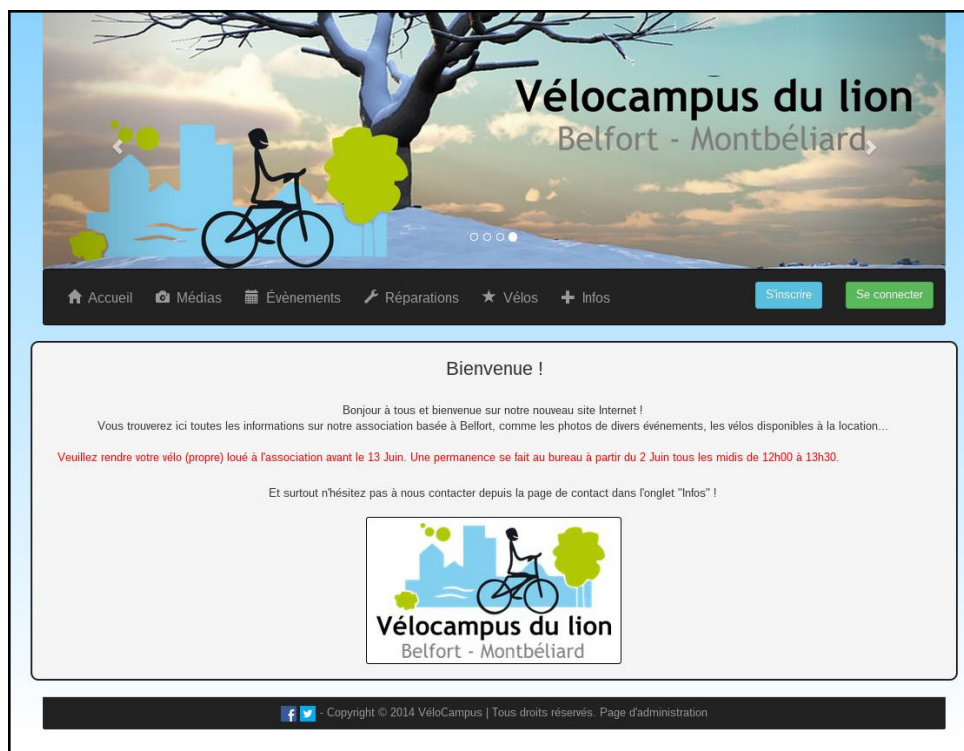 Vélocampus du lion
Belfort - Montbéliard
Accueil Médias Évènements Réparations Vélos Infos S'inscrire Se connecter
Bienvenue !
Bonjour à tous et bienvenue sur notre nouveau site Internet !
Vous trouverez ici toutes les informations sur notre association basée à Belfort, comme les photos de divers événements, les vélos disponibles à la location...
Veuillez rendre votre vélo (propre) loué à l'association avant le 13 Juin. Une permanence se fait au bureau à partir du 2 Juin tous les midis de 12h00 à 13h30.
Et surtout n'hésitez pas à nous contacter depuis la page de contact dans l'onglet "Infos" !
Vélocampus du lion
Belfort - Montbéliard
- Copyright © 2014 VéloCampus | Tous droits réservés. Page d'administration